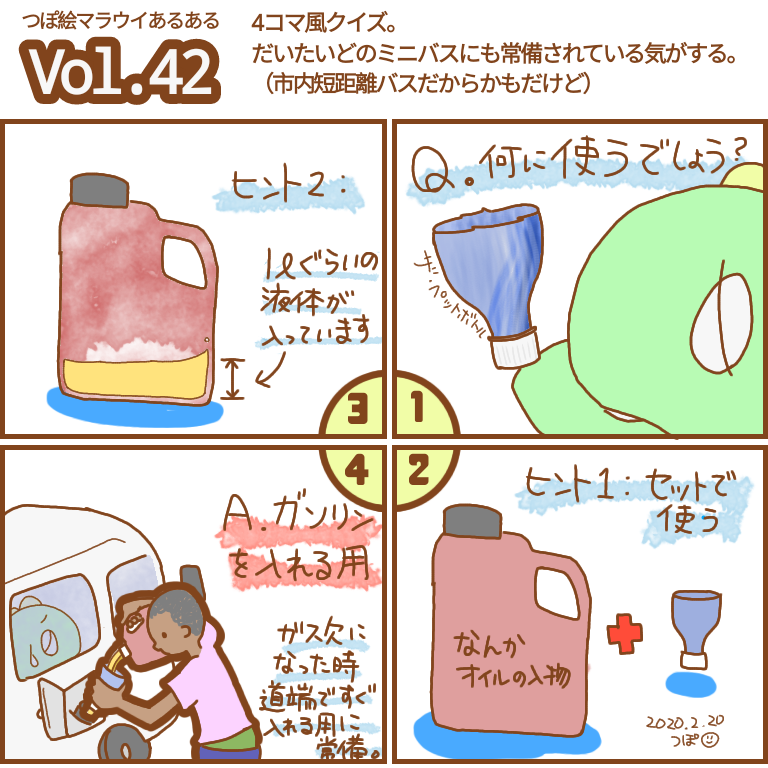 つぽ絵マラウイあるある
Vol.42
4コマ風クイズ。
だいたいどのミニバスにも常備されている気がする。
（市内短距離バスだからかもだけど）
Q.何に使うでしょう？
キレペットボトル
1
ヒント1：セットで
使う
なんか
オイルの入物
2020.2.20
つぽ
2
ヒント2：
1ℓぐらいの
液体が
入っています
3
A.ガソリン
を入れる用
ガス欠に
なった時
道端ですぐ
入れる用に
常備。
4